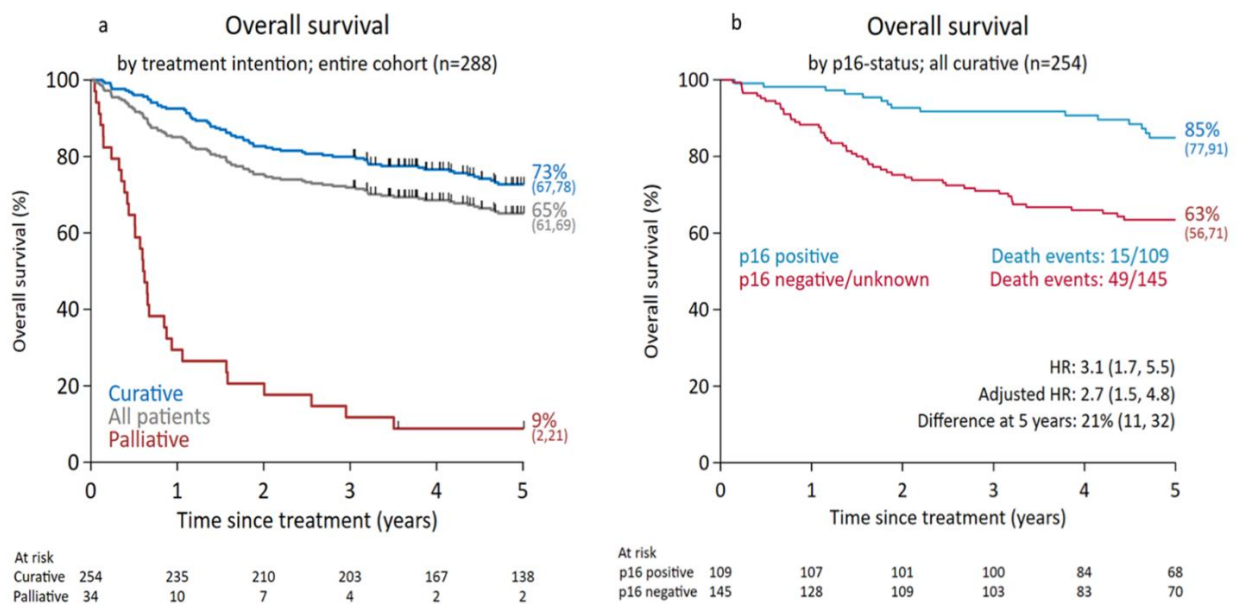 a
Overall survival
by treatment intention; entire cohort (n=288)
Overall survival (%)
100
80
60
40
20
0
73%
(67,78)
65%
(61,69)
Curative
All patients
Palliative
9%
(2,21)
0 1 2 3 4 5
Time since treatment (years)
At risk
Curative 254 235 210 203 167 138
Palliative 34 10 7 4 2 2
b
Overall survival
by p16-status; all curative (n=254)
Overall survival (%)
100
80
60
40
20
0
85%
(77,91)
63%
(56,71)
p16 positive Death events: 15/109
p16 negative/unknown Death events: 49/145
HR: 3.1 (1.7, 5.5)
Adjusted HR: 2.7 (1.5, 4.8)
Difference at 5 years: 21% (11, 32)
0 1 2 3 4 5
Time since treatment (years)
At risk
p16 positive 109 107 101 100 84 68
p16 negative 145 128 109 103 83 70